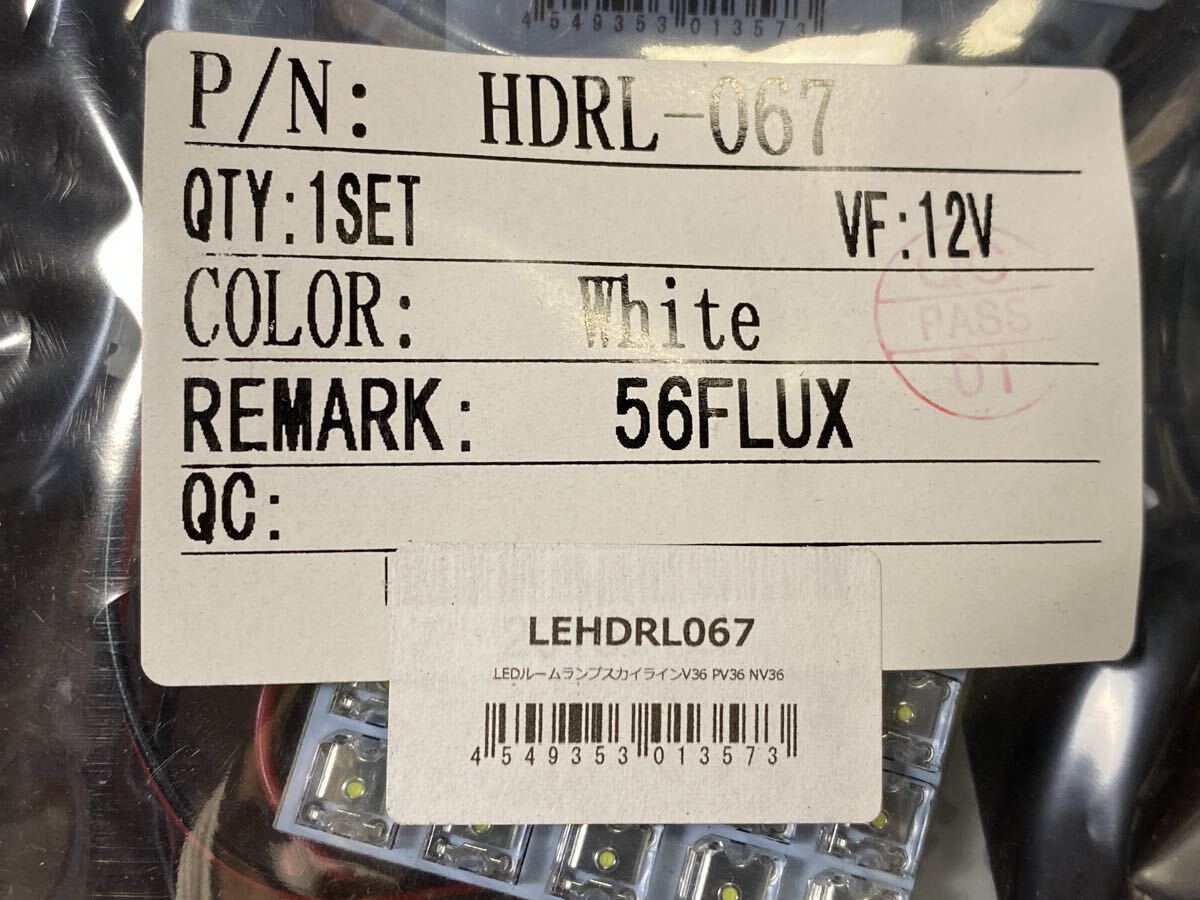 4549353013573
P/N: HDRL-067
QTY:1SET VF:12V
COLOR: White
PASS
01
REMARK: 56FLUX
QC:
LEHDRL067
LEDルームランプスカイラインV36 PV36 NV36
4549353013573